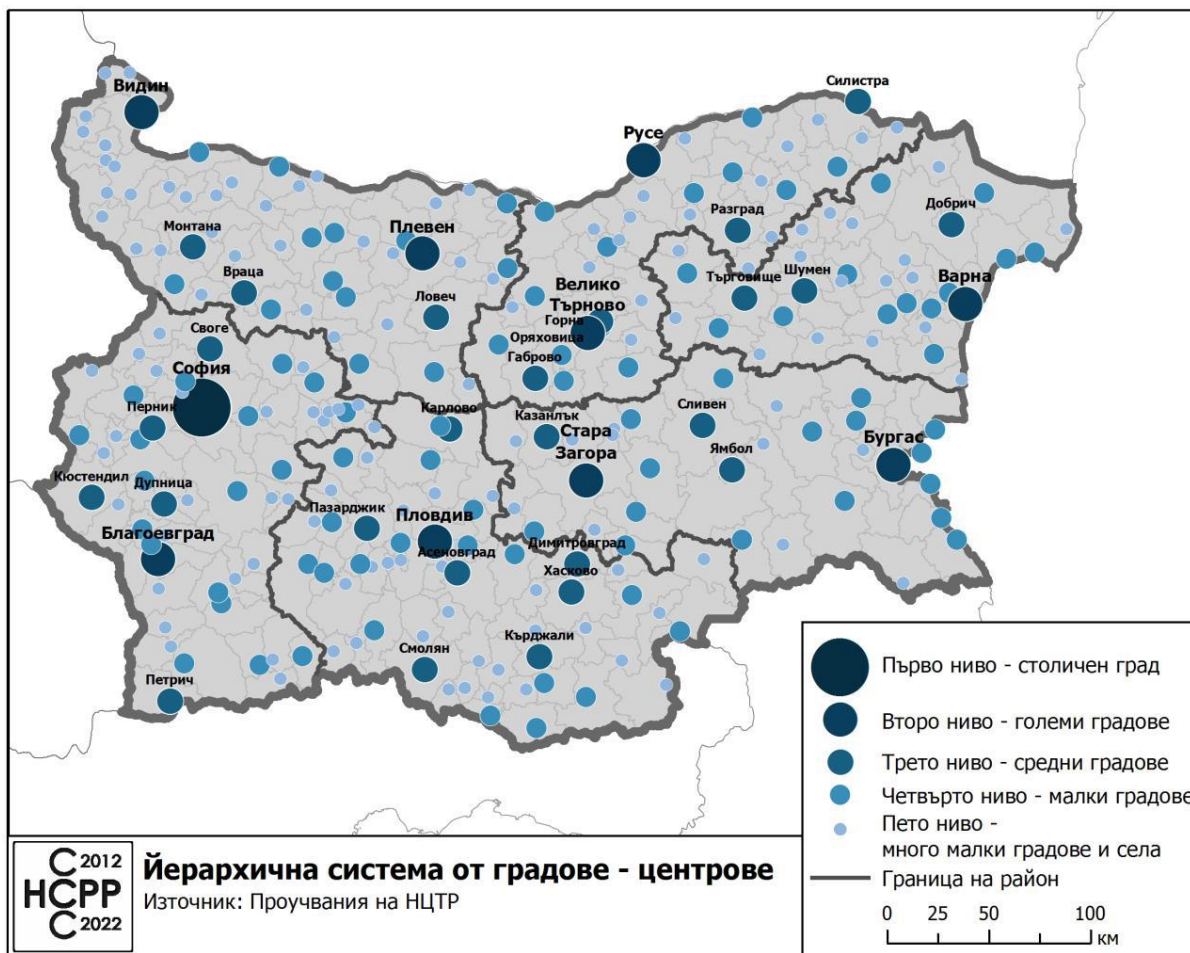 Видин
Силистра
Русе
Монтана
Плевен
Разград
Добрич
Враца
Ловеч
Велико
Търново
Горна
Оряховица
Габрово
Търговище
Шумен
Варна
Своге
София
Перник
Карлово
Казанлък
Стара
Загора
Сливен
Ямбол
Бургас
Кюстендил
Дупница
Благоевград
Пазарджик
Пловдив
Асеновград
Димитровград
Хасково
Смолян
Кърджали
Петрич
Първо ниво - столичен град
Второ ниво - големи градове
Трето ниво - средни градове
Четвърто ниво - малки градове
Пето ниво -
много малки градове и села
Граница на район
0 25 50 100
км
С 2012
НСРР
С 2022
Йерархична система от градове - центрове
Източник: Проучвания на НЦТР